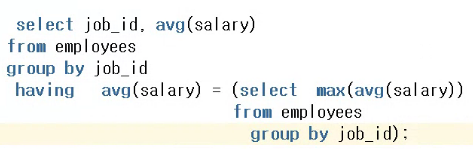 select job_id, avg(salary)
from employees
group by job_id
having avg(salary) = (select max(avg(salary))
from employees
group by job_id);